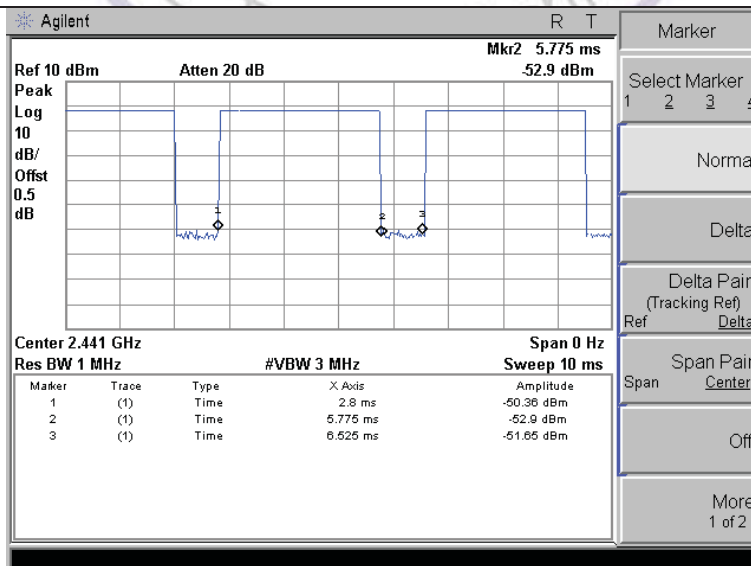 Agilent R T
Mkr2 5.775 ms
Ref 10 dBm Atten 20 dB -52.9 dBm
Peak
Log
10
dB/
Offst
0.5
dB
1
2
3
Center 2.441 GHz Span 0 Hz
Res BW 1 MHz #VBW 3 MHz Sweep 10 ms
Marker Trace Type X Axis Amplitude
1 (1) Time 2.8 ms -50.36 dBm
2 (1) Time 5.775 ms -52.9 dBm
3 (1) Time 6.525 ms -51.65 dBm
Marker
Select Marker
1 2 3 4
Norma
Delta
Delta Pair
(Tracking Ref)
Ref Delta
Span Pair
Span Center
Off
More
1 of 2